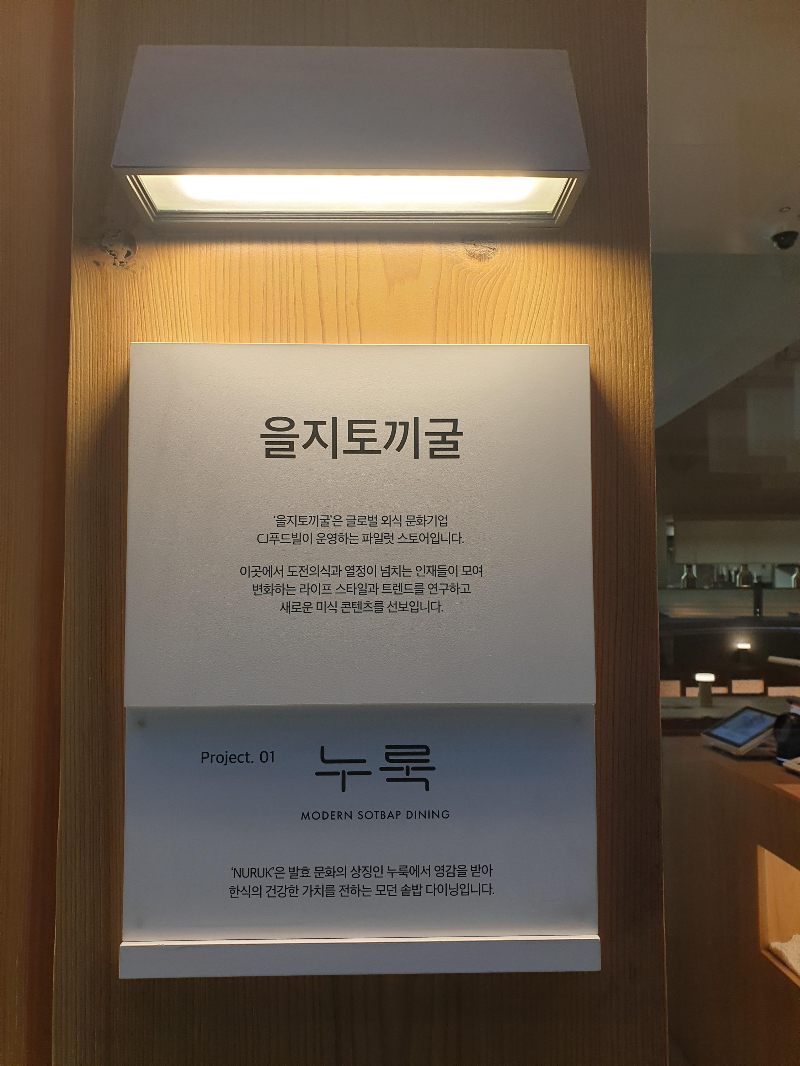 을지토끼굴
'을지토끼굴'은 글로벌 외식 문화기업
CJ푸드빌이 운영하는 파일럿 스토어입니다.
이곳에서 도전의식과 열정이 넘치는 인재들이 모여
변화하는 라이프 스타일과 트렌드를 연구하고
새로운 미식 콘텐츠를 선보입니다.
Project. 01 누룩
MODERN SOTBAP DINING
'NURUK'은 발효 문화의 상징인 누룩에서 영감을 받아
한식의 건강한 가치를 전하는 모던 솥밥 다이닝입니다.